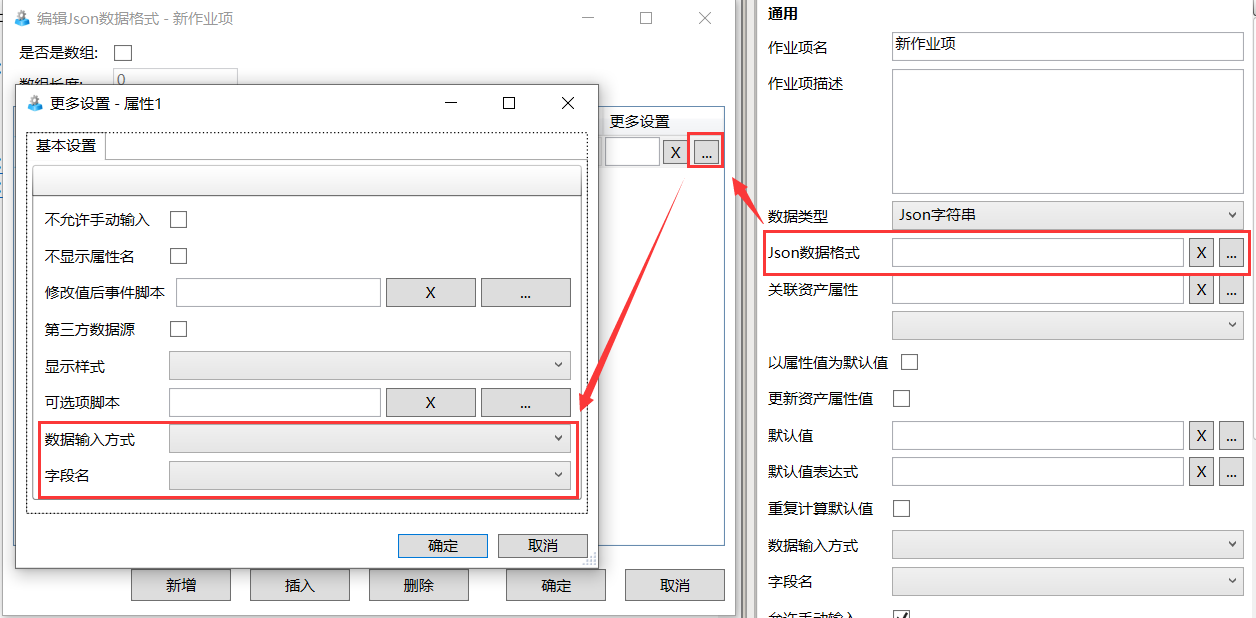 编辑Json数据格式 - 新作业项
是否是数组:
数组长度:
0
更多设置
X
...
更多设置 - 属性1
基本设置
不允许手动输入
不显示属性名
修改值后事件脚本
X
...
第三方数据源
显示样式
可选项脚本
X
...
数据输入方式
字段名
确定
取消
新增
插入
删除
确定
取消
通用
作业项名
新作业项
作业项描述
数据类型
Json字符串
Json数据格式
X
...
关联资产属性
X
...
以属性值为默认值
更新资产属性值
默认值
X
...
默认值表达式
X
...
重复计算默认值
数据输入方式
字段名
允许手动输入